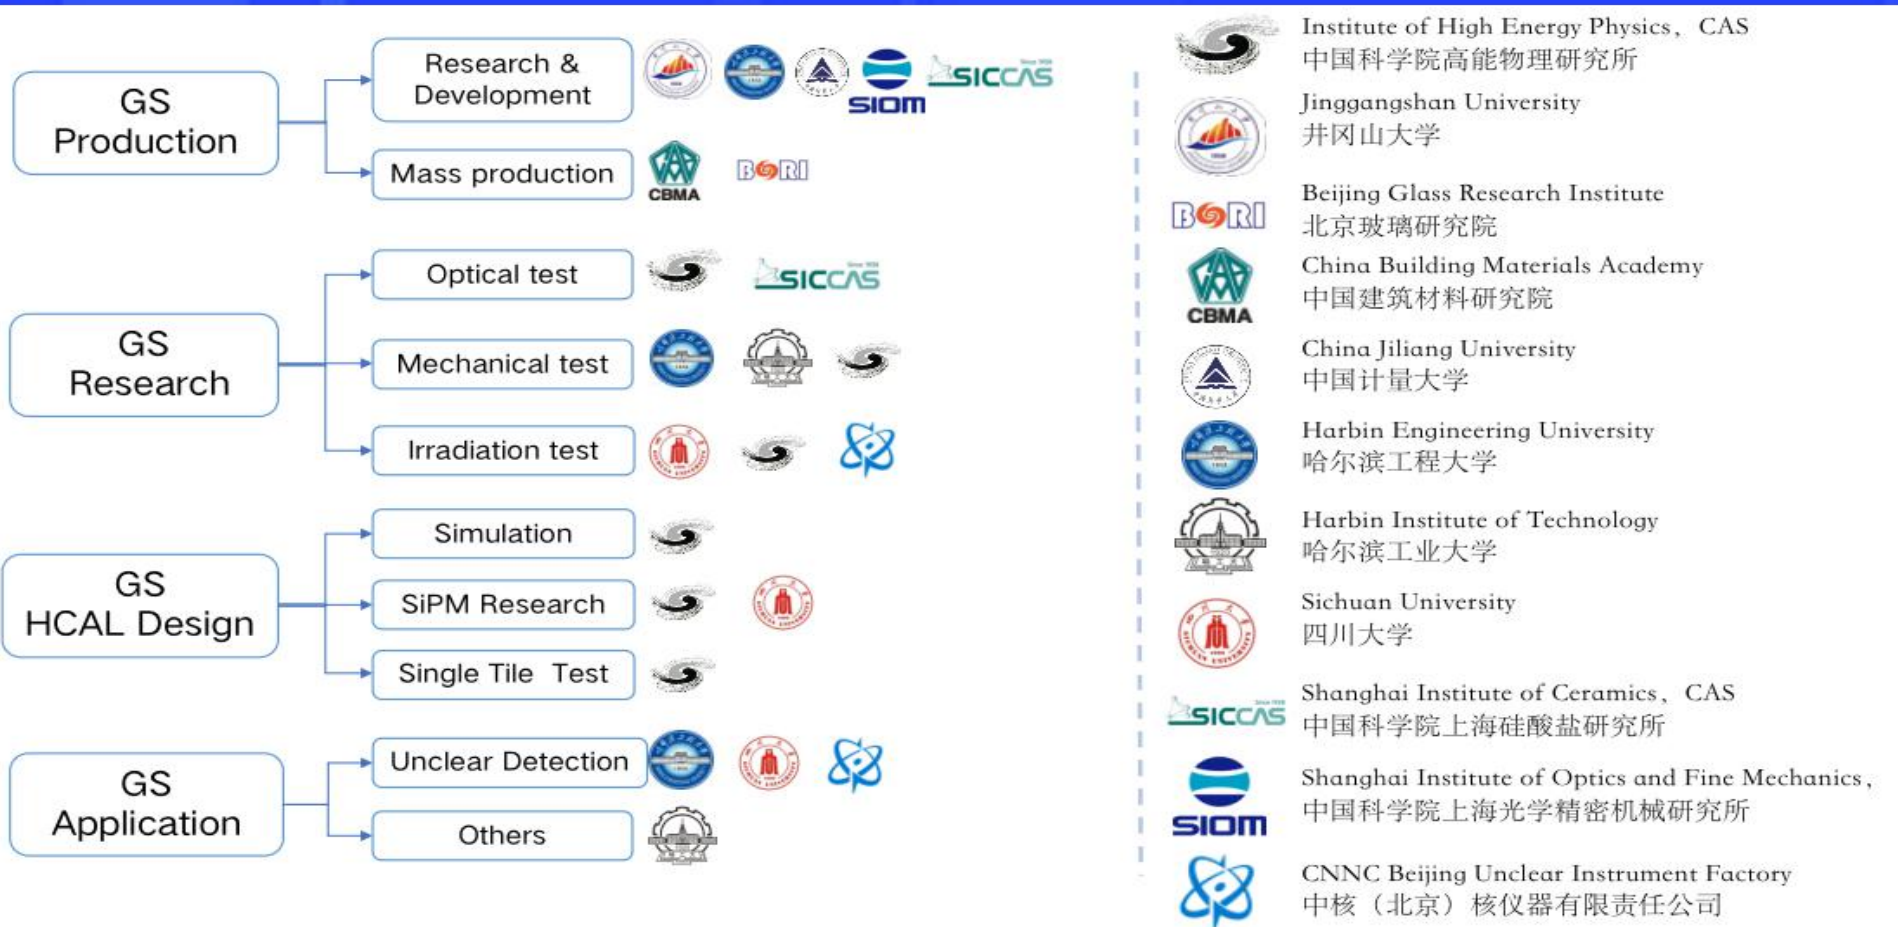 GS
Production
Research &
Development
SIOM
Since 1928
SICCAS
Mass production
CBMA
BGRI
GS
Research
Optical test
SICCAS
Mechanical test
Irradiation test
GS
HCAL Design
Simulation
SiPM Research
Single Tile Test
GS
Application
Unclear Detection
Others
Institute of High Energy Physics, CAS
中国科学院高能物理研究所
Jinggangshan University
井冈山大学
BGRI
Beijing Glass Research Institute
北京玻璃研究院
CBMA
China Building Materials Academy
中国建筑材料研究院
China Jiliang University
中国计量大学
Harbin Engineering University
哈尔滨工程大学
Harbin Institute of Technology
哈尔滨工业大学
Sichuan University
四川大学
SICCAS
Shanghai Institute of Ceramics, CAS
中国科学院上海硅酸盐研究所
SIOM
Shanghai Institute of Optics and Fine Mechanics,
中国科学院上海光学精密机械研究所
CNNC Beijing Unclear Instrument Factory
中核（北京）核仪器有限责任公司